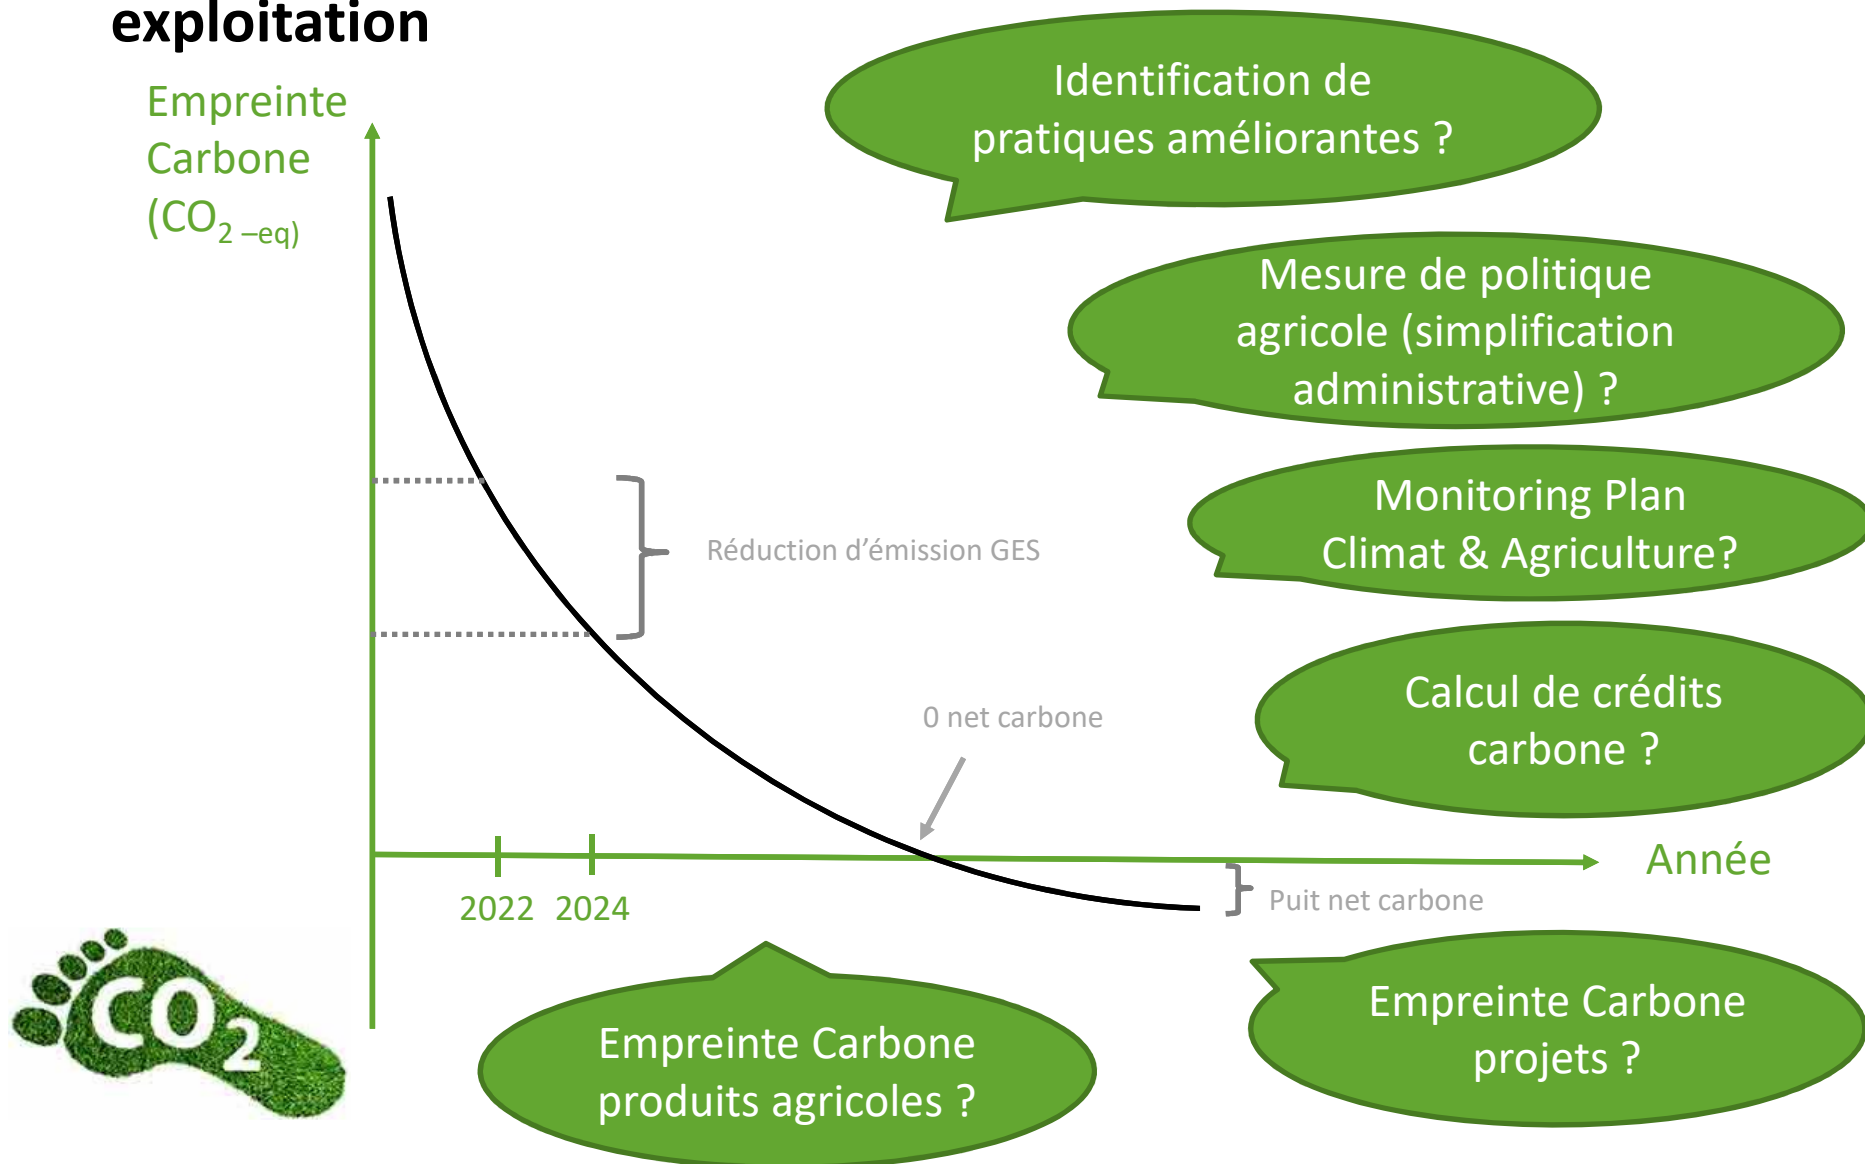 exploitation
Empreinte
Carbone
(CO2 –eq)
Identification de
pratiques améliorantes ?
Mesure de politique
agricole (simplification
administrative) ?
Monitoring Plan
Climat & Agriculture?
Réduction d'émission GES
Calcul de crédits
carbone ?
0 net carbone
Année
2022 2024
Puit net carbone
CO2
Empreinte Carbone
produits agricoles ?
Empreinte Carbone
projets ?